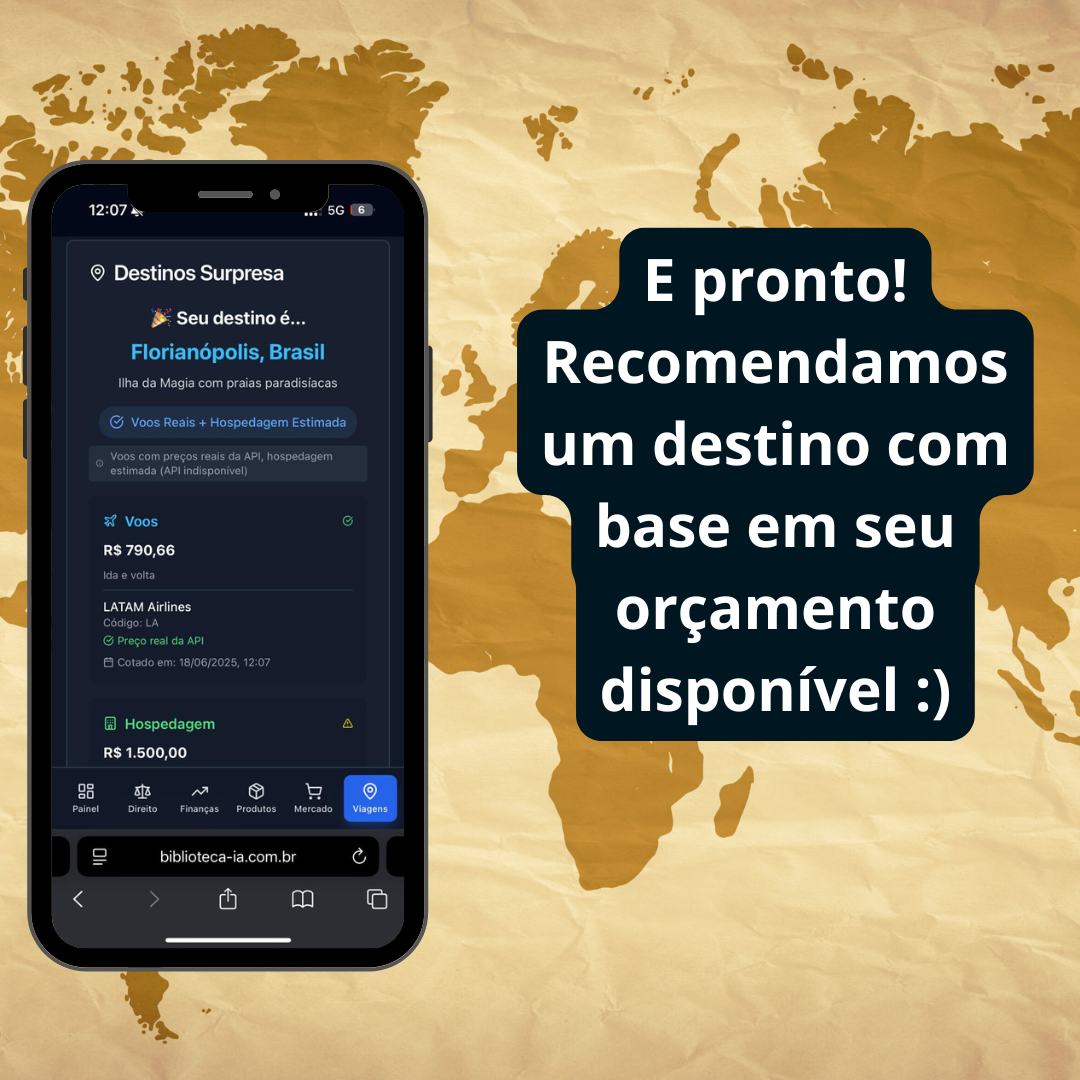 12:07
5G 6
Destinos Surpresa
🎉 Seu destino é...
Florianópolis, Brasil
Ilha da Magia com praias paradisíacas
Voos Reais + Hospedagem Estimada
Voos com preços reais da API, hospedagem
estimada (API indisponível)
Voos
R$ 790,66
Ida e volta
LATAM Airlines
Código: LA
Preço real da API
Cotado em: 18/06/2025, 12:07
Hospedagem
R$ 1.500,00
Painel Direito Finanças Produtos Mercado Viagens
biblioteca-ia.com.br
E pronto!
Recomendamos
um destino com
base em seu
orçamento
disponível :)